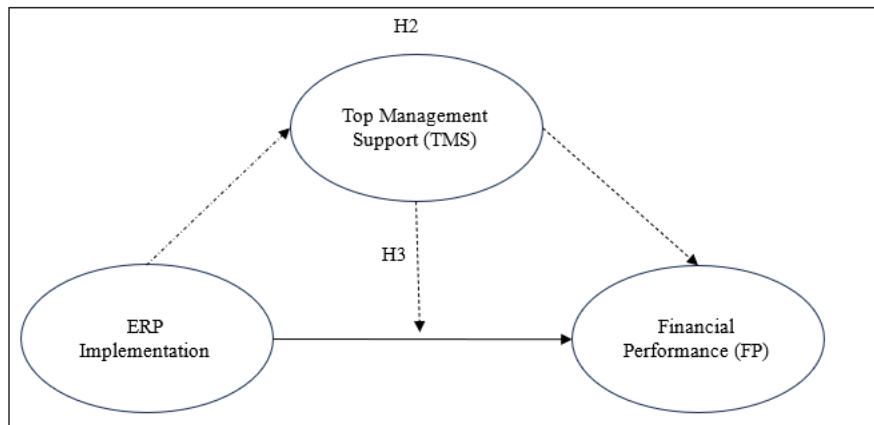 H2
Top Management
Support (TMS)
H3
ERP
Implementation
Financial
Performance (FP)